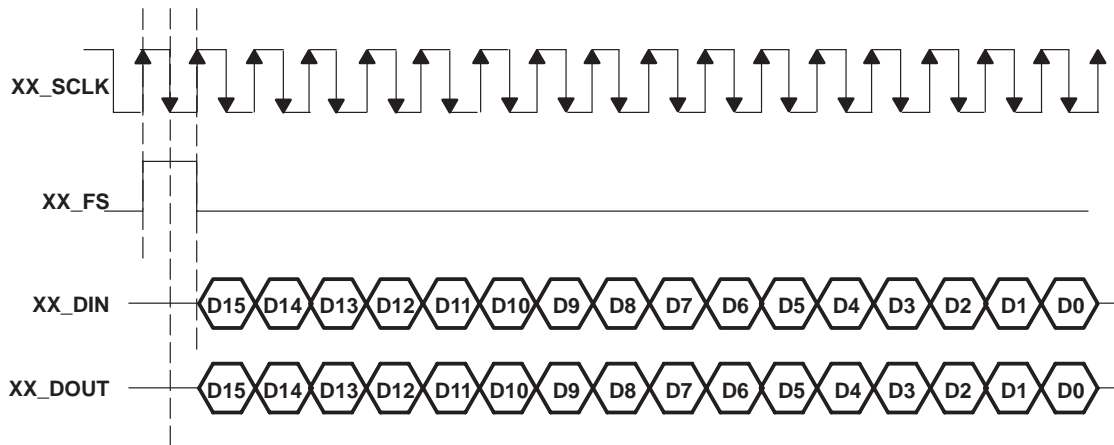 XX_SCLK
XX_FS
XX_DIN D15 D14 D13 D12 D11 D10 D9 D8 D7 D6 D5 D4 D3 D2 D1 D0
XX_DOUT D15 D14 D13 D12 D11 D10 D9 D8 D7 D6 D5 D4 D3 D2 D1 D0